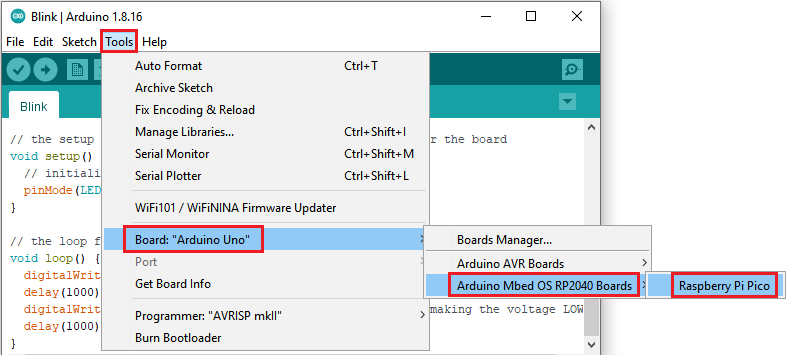 Blink | Arduino 1.8.16
File Edit Sketch Tools Help
Auto Format Ctrl+T
Archive Sketch
Fix Encoding & Reload
Manage Libraries... Ctrl+Shift+I
Serial Monitor Ctrl+Shift+M
Serial Plotter Ctrl+Shift+L
WiFi101 / WiFiNINA Firmware Updater
Board: "Arduino Uno"
Port
Get Board Info
Programmer: "AVRISP mkII"
Burn Bootloader
Boards Manager...
Arduino AVR Boards
Arduino Mbed OS RP2040 Boards
Raspberry Pi Pico
Blink
// the setup r the board
void setup()
// initiali
pinMode(LED
}
// the loop f
void loop() {
digitalWrit
delay(1000)
digitalWrit making the voltage LOW
delay(1000)